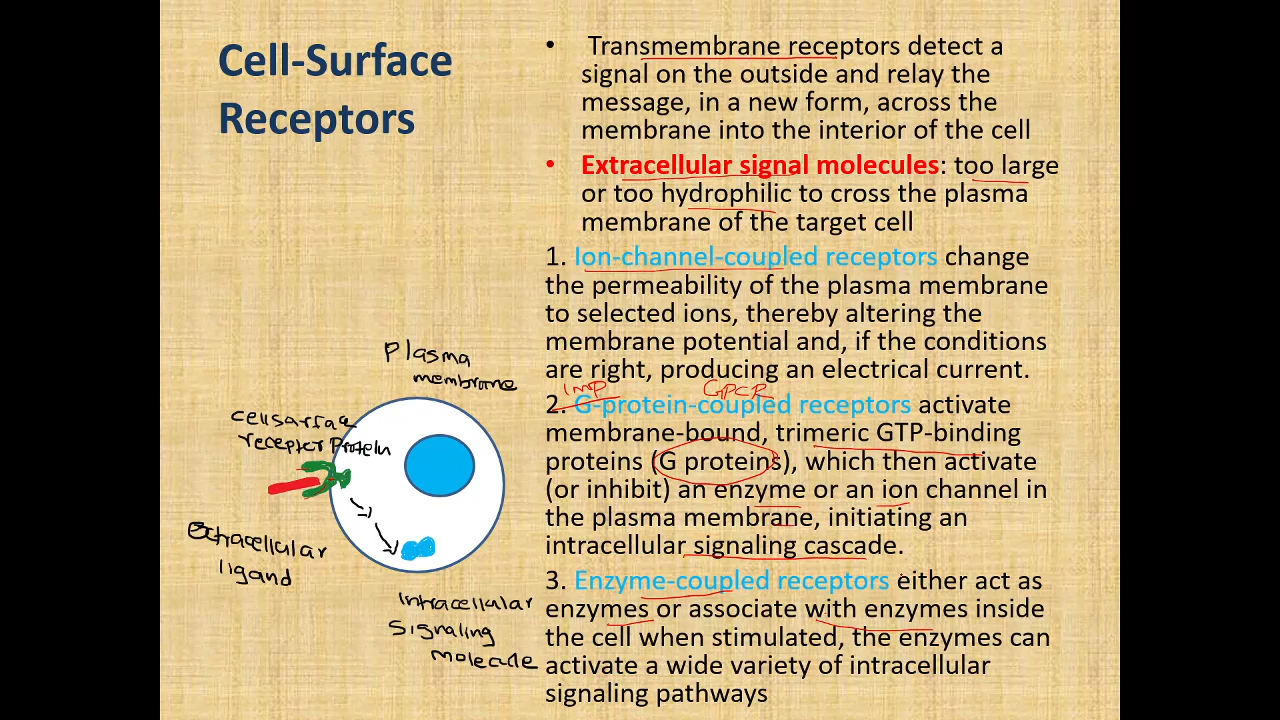 Cell-Surface
Receptors
• Transmembrane receptors detect a
signal on the outside and relay the
message, in a new form, across the
membrane into the interior of the cell
• Extracellular signal molecules: too large
or too hydrophilic to cross the plasma
membrane of the target cell
1. Ion-channel-coupled receptors change
the permeability of the plasma membrane
to selected ions, thereby altering the
membrane potential and, if the conditions
are right, producing an electrical current.
IMP GPCR
2. G-protein-coupled receptors activate
membrane-bound, trimeric GTP-binding
proteins (G proteins), which then activate
(or inhibit) an enzyme or an ion channel in
the plasma membrane, initiating an
intracellular signaling cascade.
3. Enzyme-coupled receptors either act as
enzymes or associate with enzymes inside
the cell when stimulated, the enzymes can
activate a wide variety of intracellular
signaling pathways
Plasma
membrane
cell surface
receptor Protein
Extracellular
ligand
Intracellular
Signaling
molecule